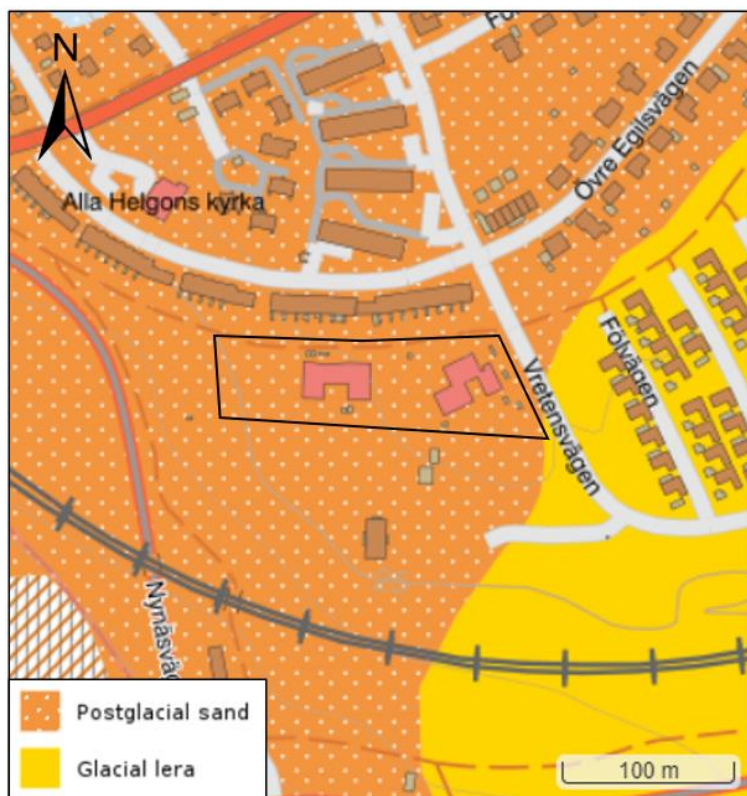 N
Alla Helgons kyrka
Övre Egilsvägen
Fölvägen
Vretensvägen
Postglacial sand
Glacial lera
100 m